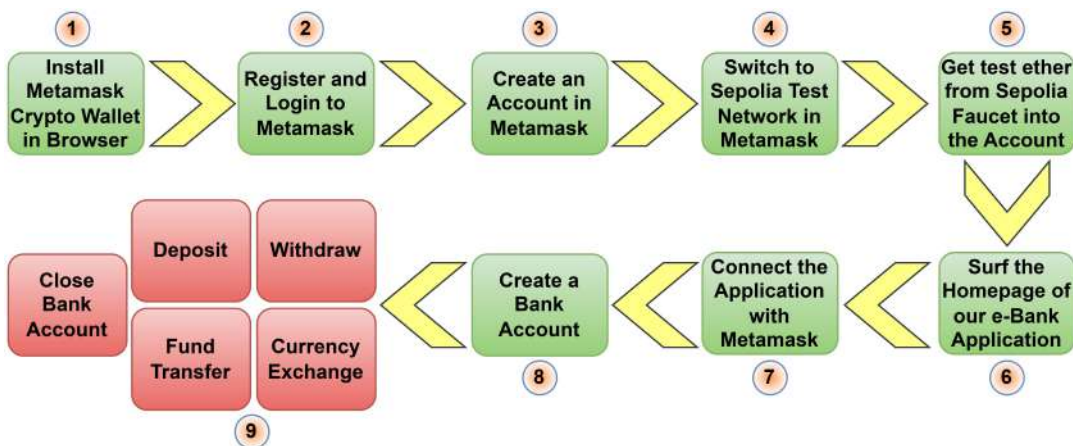 1
Install
Metamask
Crypto Wallet
in Browser
2
Register and
Login to
Metamask
3
Create an
Account in
Metamask
4
Switch to
Sepolia Test
Network in
Metamask
5
Get test ether
from Sepolia
Faucet into
the Account
Surf the
Homepage of
our e-Bank
Application
6
Connect the
Application
with
Metamask
7
Create a
Bank
Account
8
Deposit
Withdraw
Close
Bank
Account
Fund
Transfer
Currency
Exchange
9